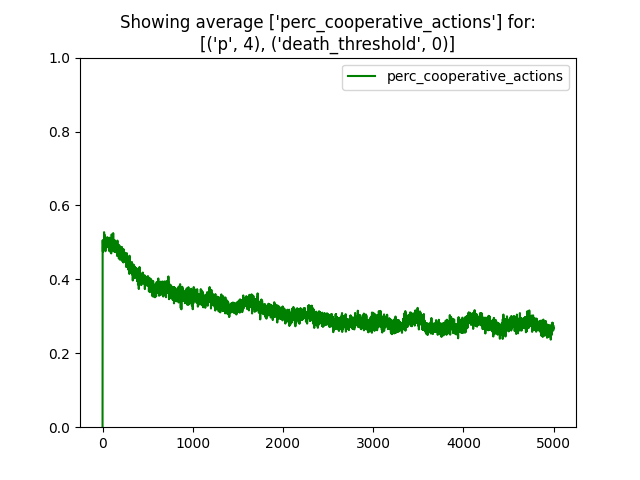 Showing average ['perc_cooperative_actions'] for:
[('p', 4), ('death_threshold', 0)]
perc_cooperative_actions
1.0
0.8
0.6
0.4
0.2
0.0
0 1000 2000 3000 4000 5000